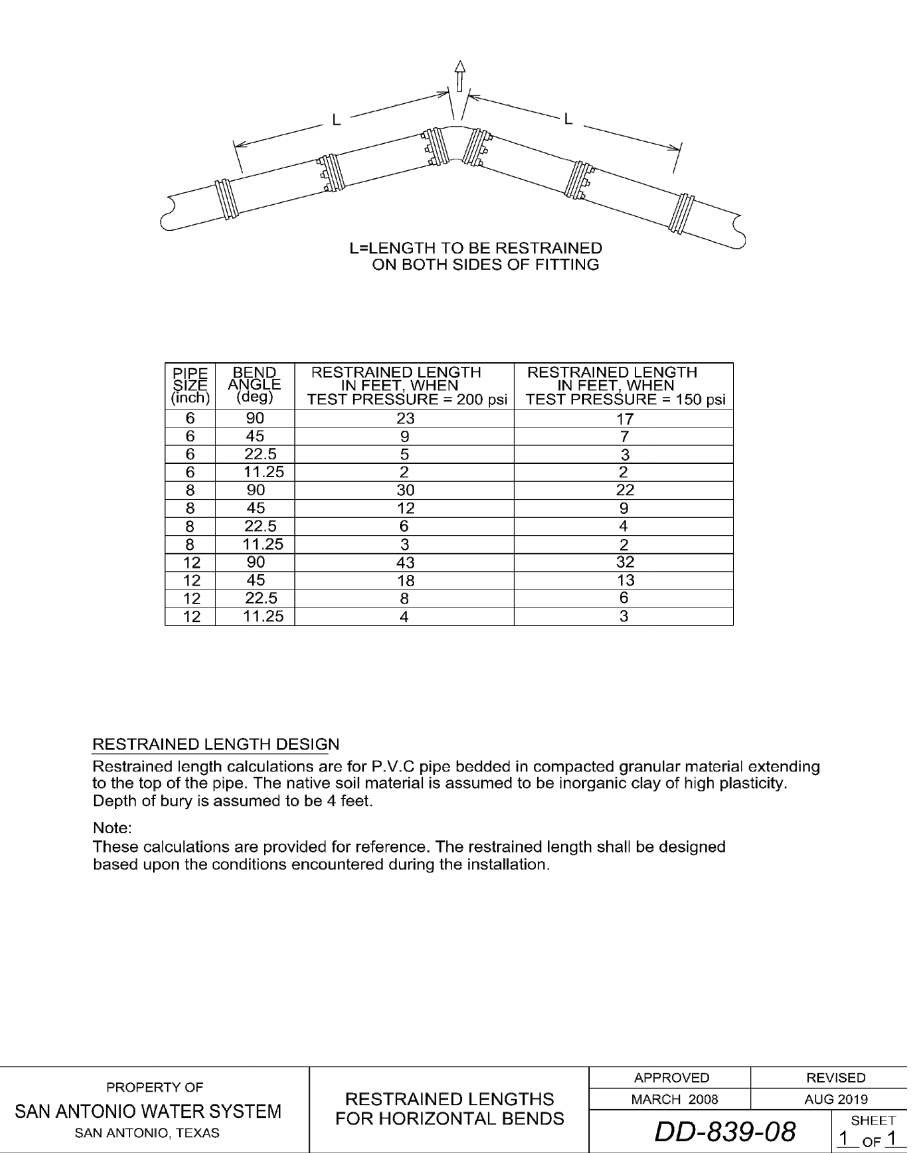 L
L
L=LENGTH TO BE RESTRAINED
ON BOTH SIDES OF FITTING
PIPE SIZE (inch) BEND ANGLE (deg) RESTRAINED LENGTH IN FEET, WHEN TEST PRESSURE = 200 psi RESTRAINED LENGTH IN FEET, WHEN TEST PRESSURE = 150 psi
6 90 23 17
6 45 9 7
6 22.5 5 3
6 11.25 2 2
8 90 30 22
8 45 12 9
8 22.5 6 4
8 11.25 3 2
12 90 43 32
12 45 18 13
12 22.5 8 6
12 11.25 4 3
RESTRAINED LENGTH DESIGN
Restrained length calculations are for P.V.C pipe bedded in compacted granular material extending
to the top of the pipe. The native soil material is assumed to be inorganic clay of high plasticity.
Depth of bury is assumed to be 4 feet.
Note:
These calculations are provided for reference. The restrained length shall be designed
based upon the conditions encountered during the installation.
PROPERTY OF
SAN ANTONIO WATER SYSTEM
SAN ANTONIO, TEXAS
RESTRAINED LENGTHS
FOR HORIZONTAL BENDS
APPROVED
MARCH 2008
REVISED
AUG 2019
DD-839-08
SHEET
1 OF 1